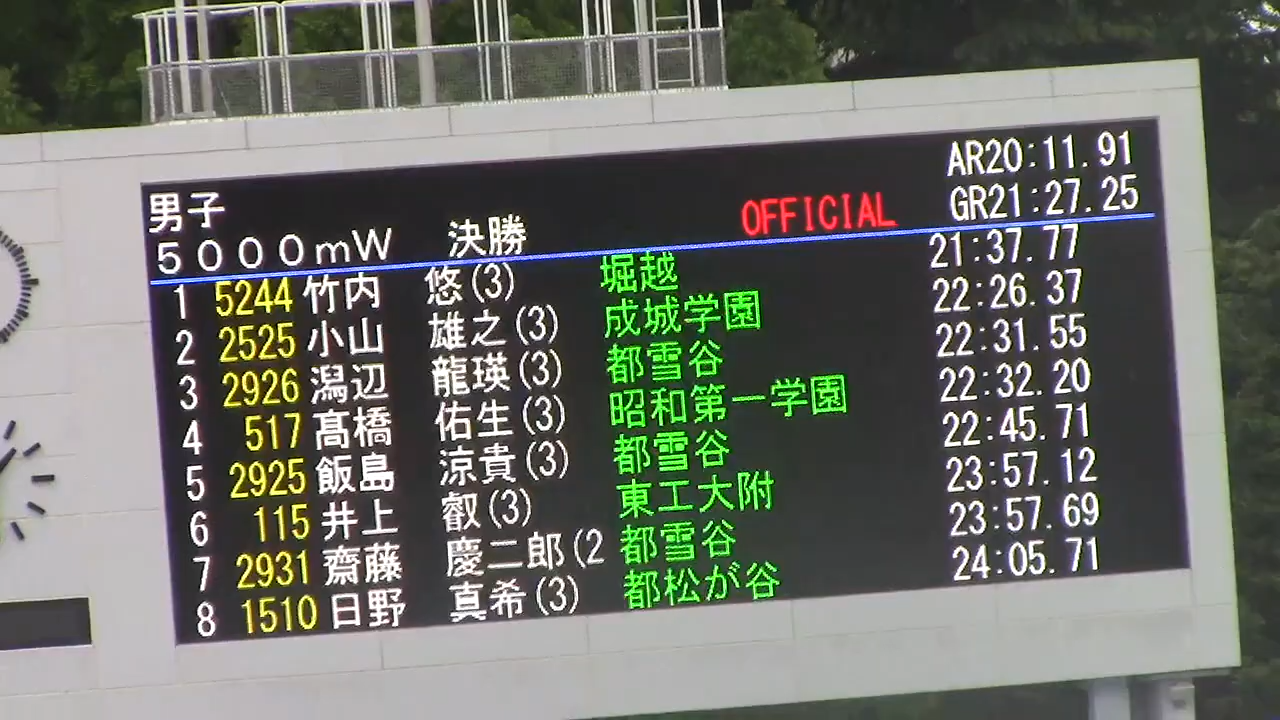 男子 AR20:11.91
５０００ｍＷ 決勝 OFFICIAL GR21:27.25
1 5244 竹内 悠(3) 堀越 21:37.77
2 2525 小山 雄之(3) 成城学園 22:26.37
3 2926 潟辺 龍瑛(3) 都雪谷 22:31.55
4 517 髙橋 佑生(3) 昭和第一学園 22:32.20
5 2925 飯島 涼貴(3) 都雪谷 22:45.71
6 115 井上 叡(3) 東工大附 23:57.12
7 2931 齋藤 慶二郎(2 都雪谷 23:57.69
8 1510 日野 真希(3) 都松が谷 24:05.71